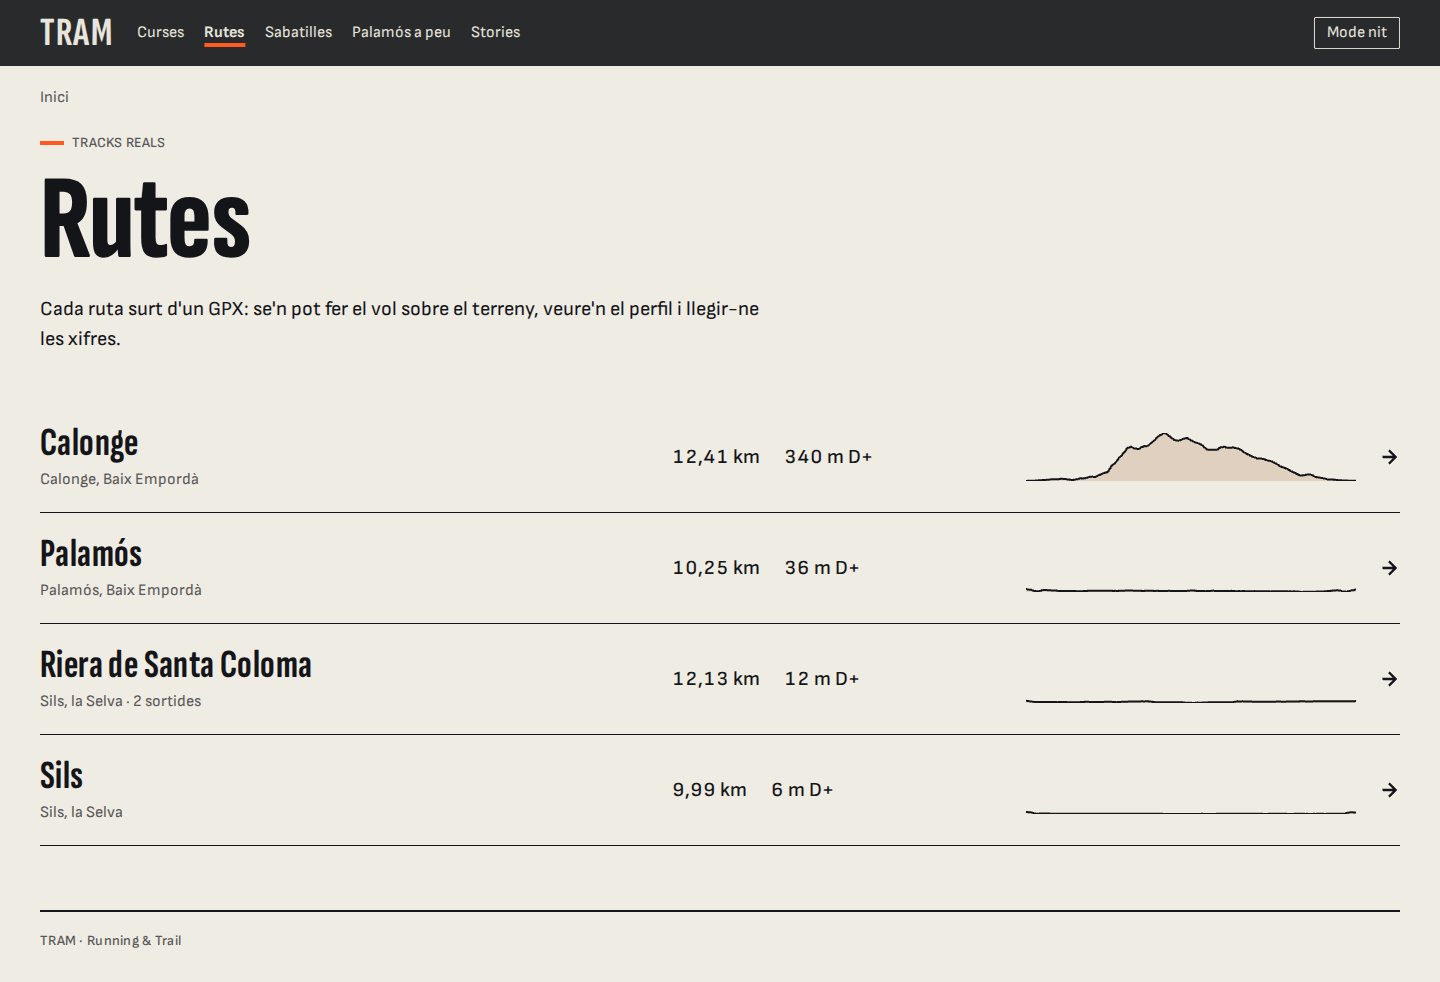 TRAM Curses Rutes Sabatilles Palamós a peu Stories Mode nit
Inici
TRACKS REALS
Rutes
Cada ruta surt d'un GPX: se'n pot fer el vol sobre el terreny, veure'n el perfil i llegir-ne
les xifres.
Calonge
Calonge, Baix Empordà
12,41 km 340 m D+
Palamós
Palamós, Baix Empordà
10,25 km 36 m D+
Riera de Santa Coloma
Sils, la Selva · 2 sortides
12,13 km 12 m D+
Sils
Sils, la Selva
9,99 km 6 m D+
TRAM · Running & Trail